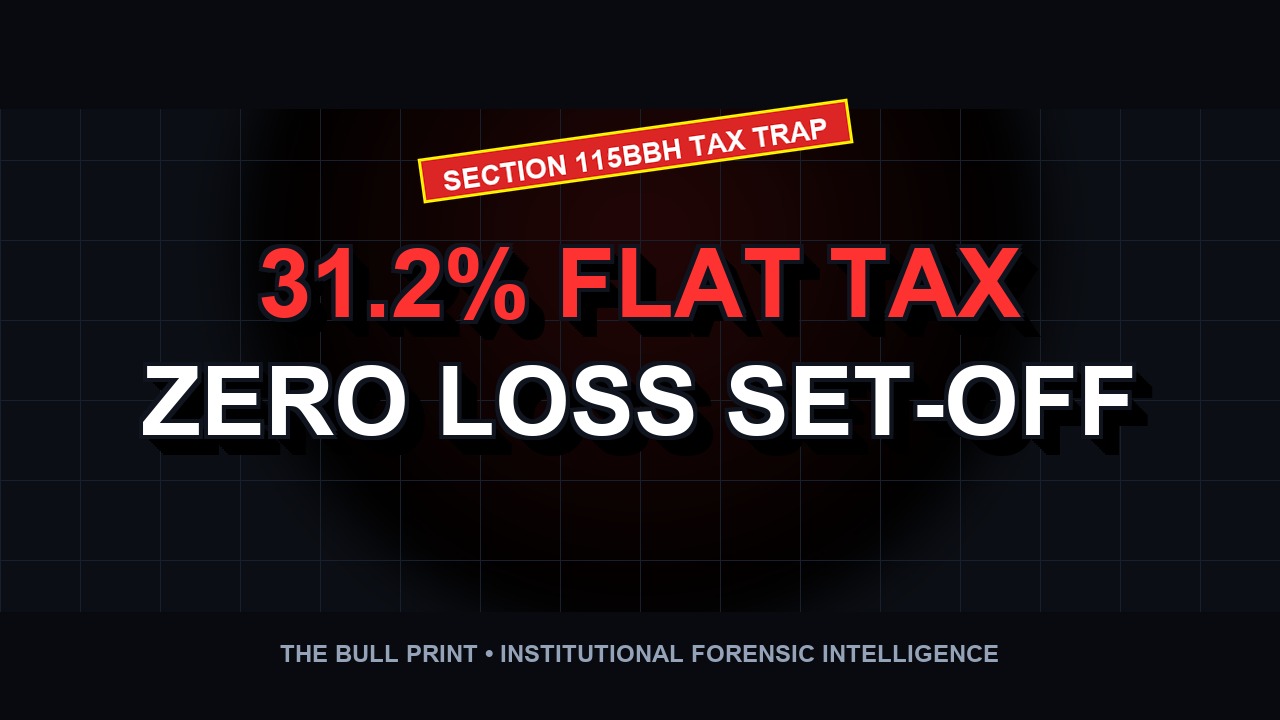 SECTION 115BBH TAX TRAP
31.2% FLAT TAX
ZERO LOSS SET-OFF
THE BULL PRINT • INSTITUTIONAL FORENSIC INTELLIGENCE